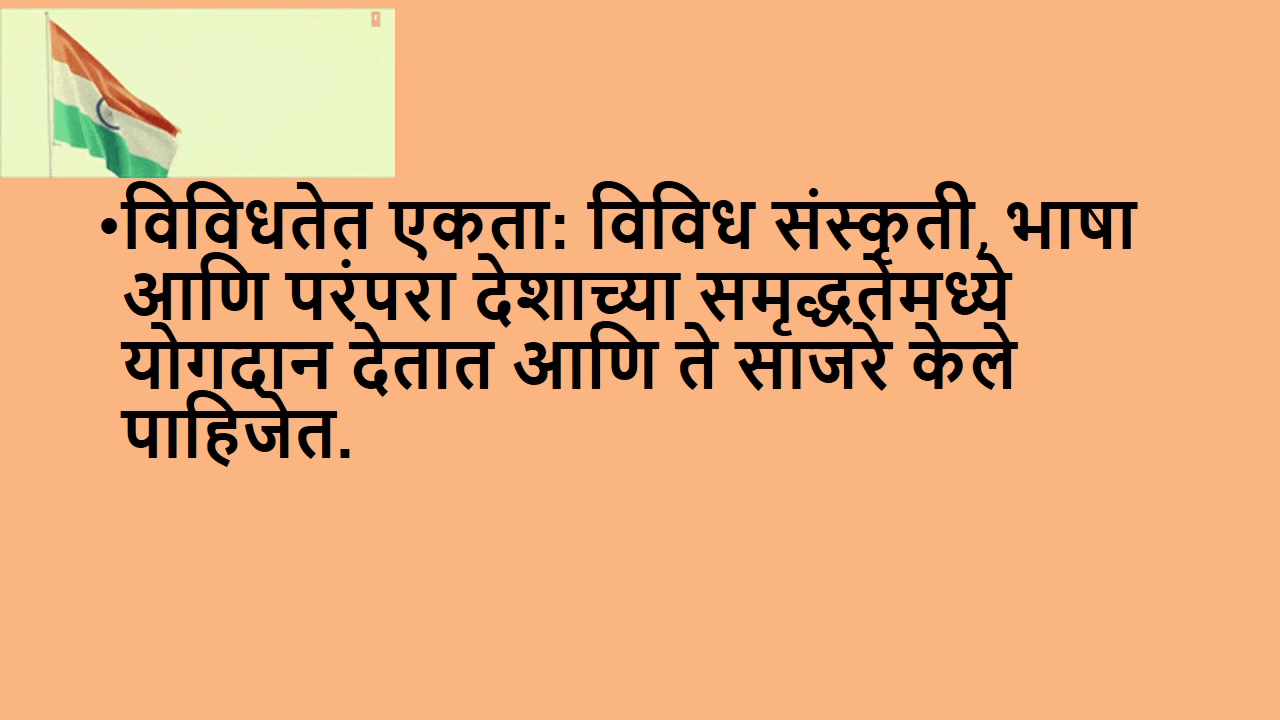 •विविधतेत एकता: विविध संस्कृती, भाषा
आणि परंपरा देशाच्या समृद्धतेमध्ये
योगदान देतात आणि ते साजरे केले
पाहिजेत.